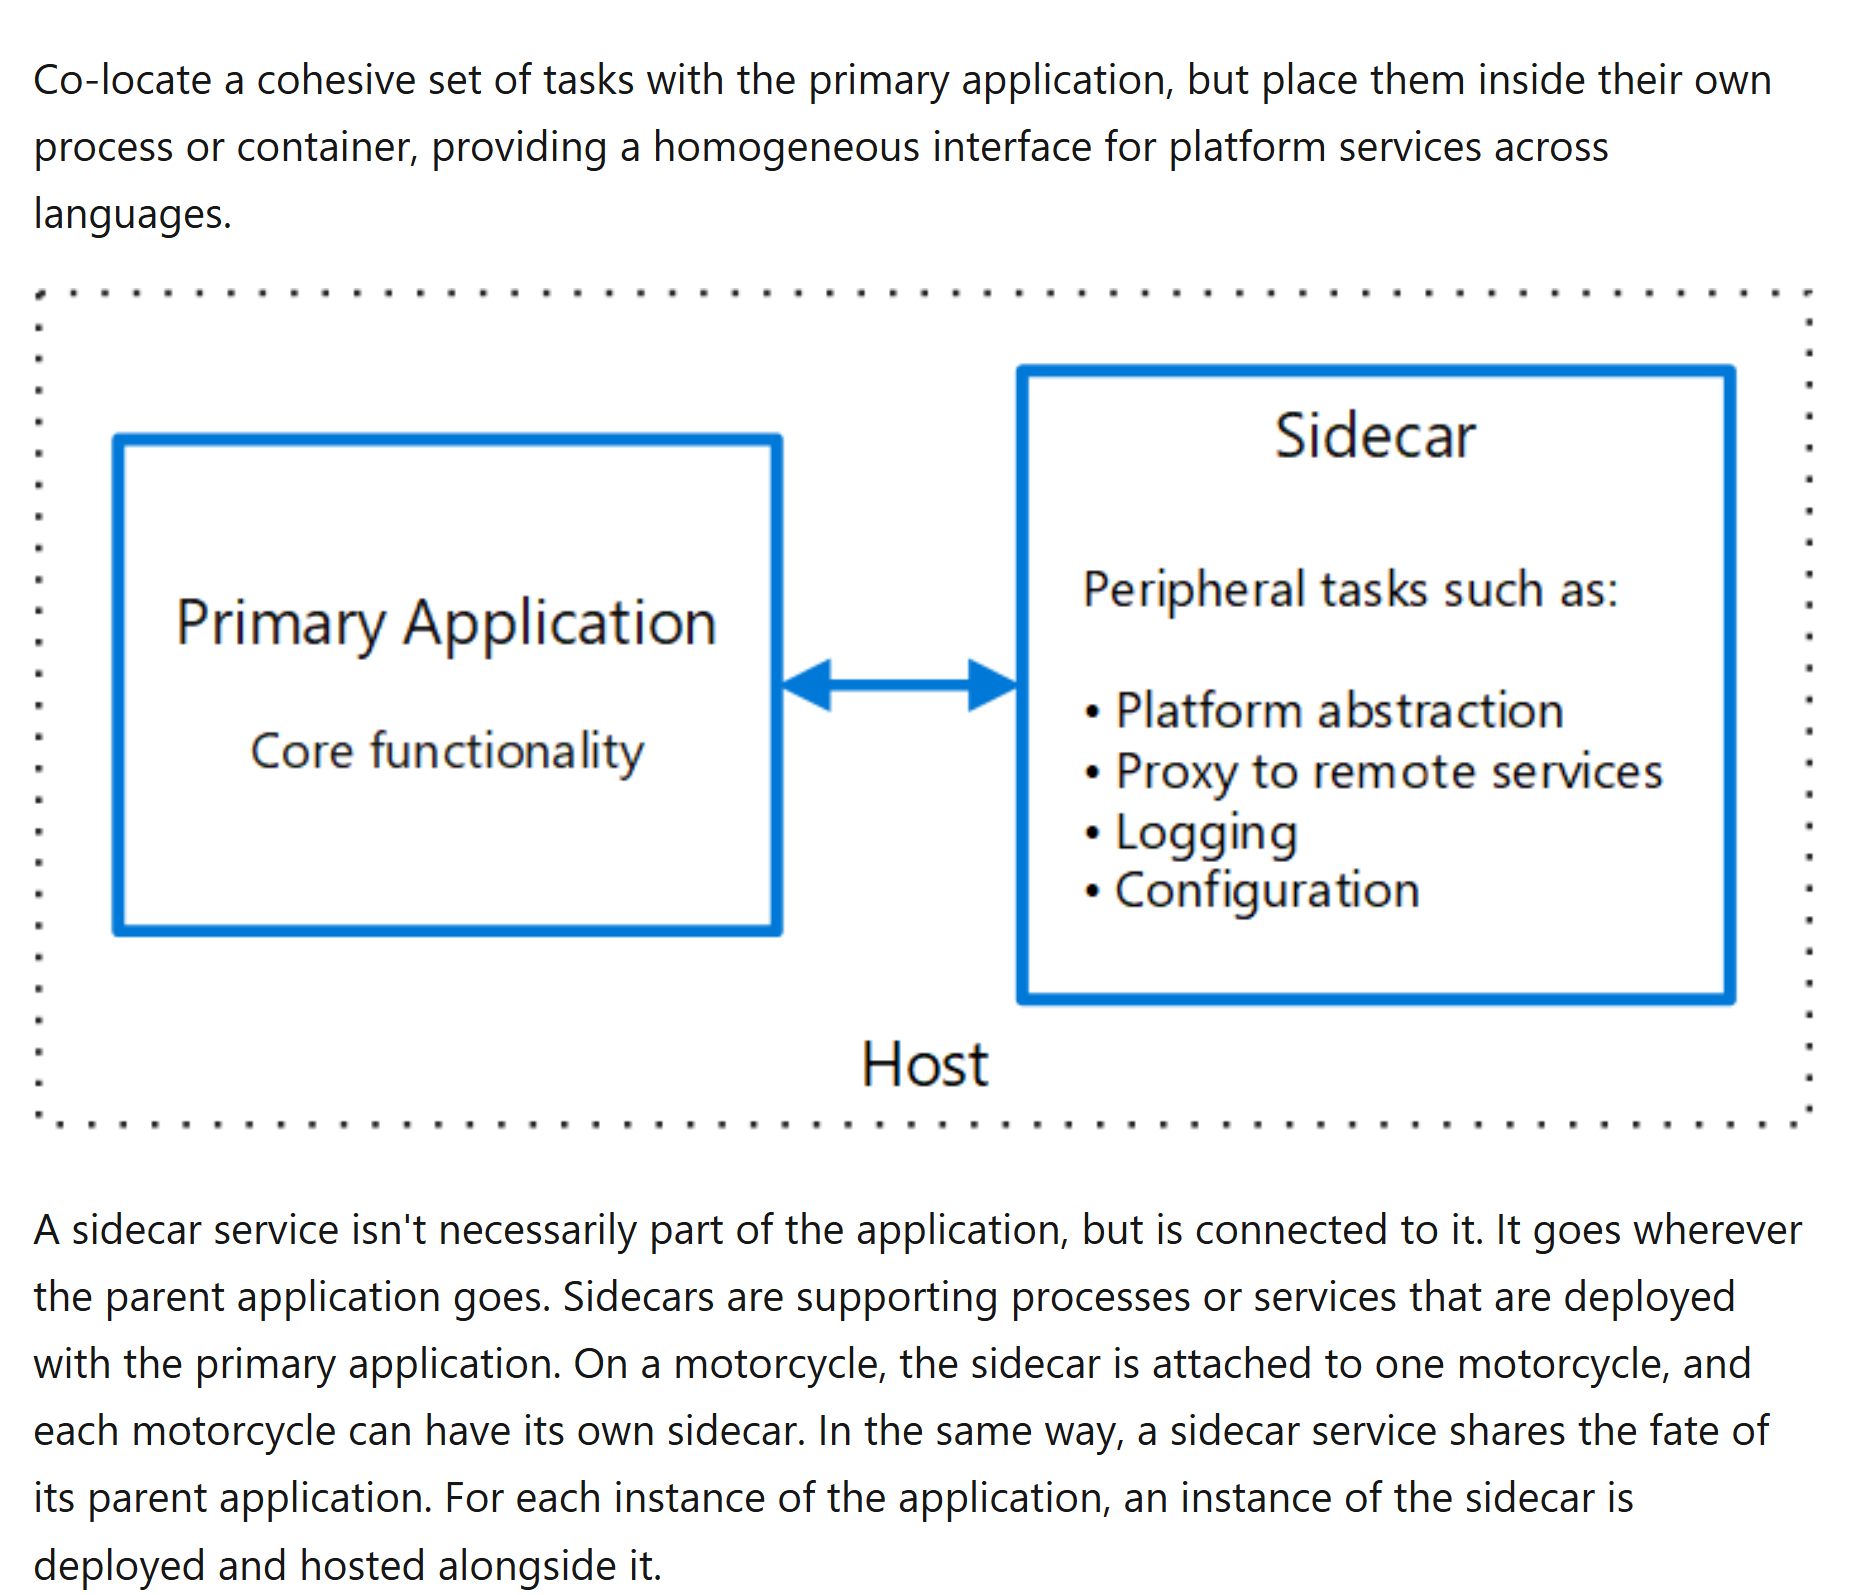 Co-locate a cohesive set of tasks with the primary application, but place them inside their own
process or container, providing a homogeneous interface for platform services across
languages.
Primary Application
Core functionality
Sidecar
Peripheral tasks such as:
• Platform abstraction
• Proxy to remote services
• Logging
• Configuration
Host
A sidecar service isn't necessarily part of the application, but is connected to it. It goes wherever
the parent application goes. Sidecars are supporting processes or services that are deployed
with the primary application. On a motorcycle, the sidecar is attached to one motorcycle, and
each motorcycle can have its own sidecar. In the same way, a sidecar service shares the fate of
its parent application. For each instance of the application, an instance of the sidecar is
deployed and hosted alongside it.